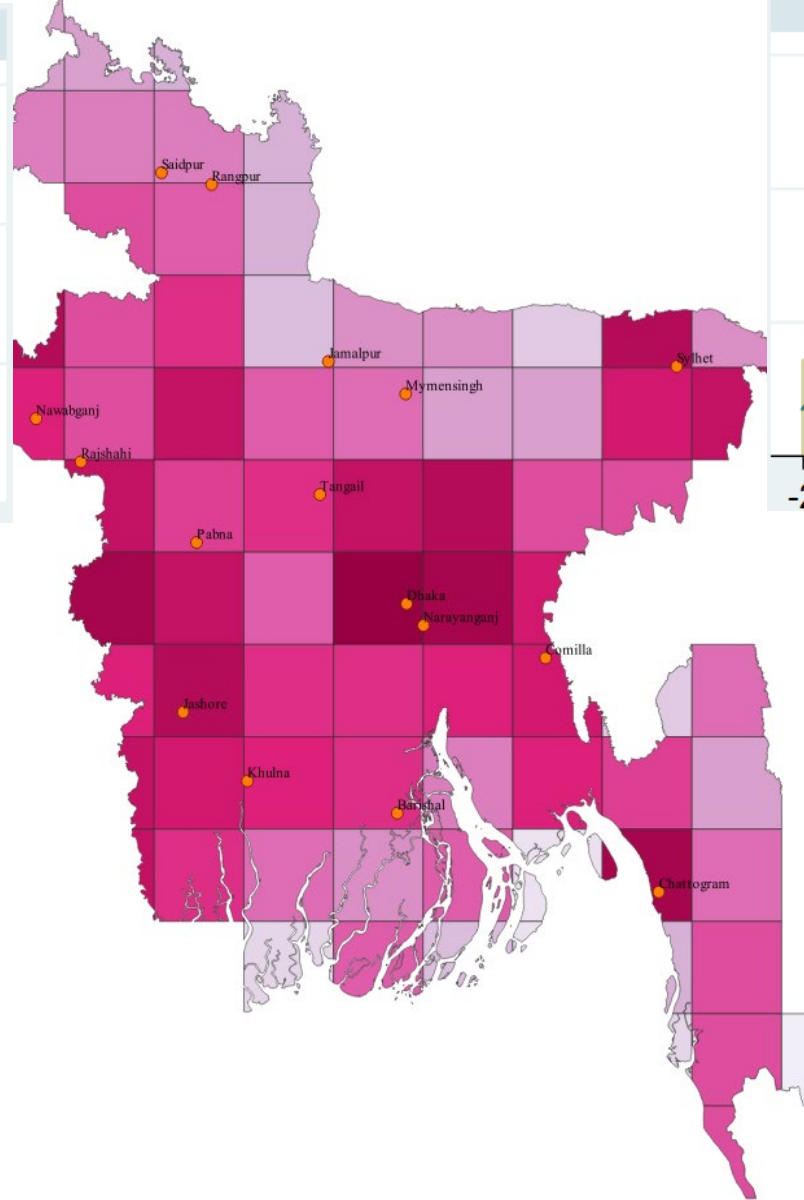 Saidpur
Rangpur
Jamalpur
Sylhet
Mymensingh
Nawabganj
Rajshahi
Tangail
Pabna
Dhaka
Narayanganj
Comilla
Jashore
Khulna
Barishal
Chattogram